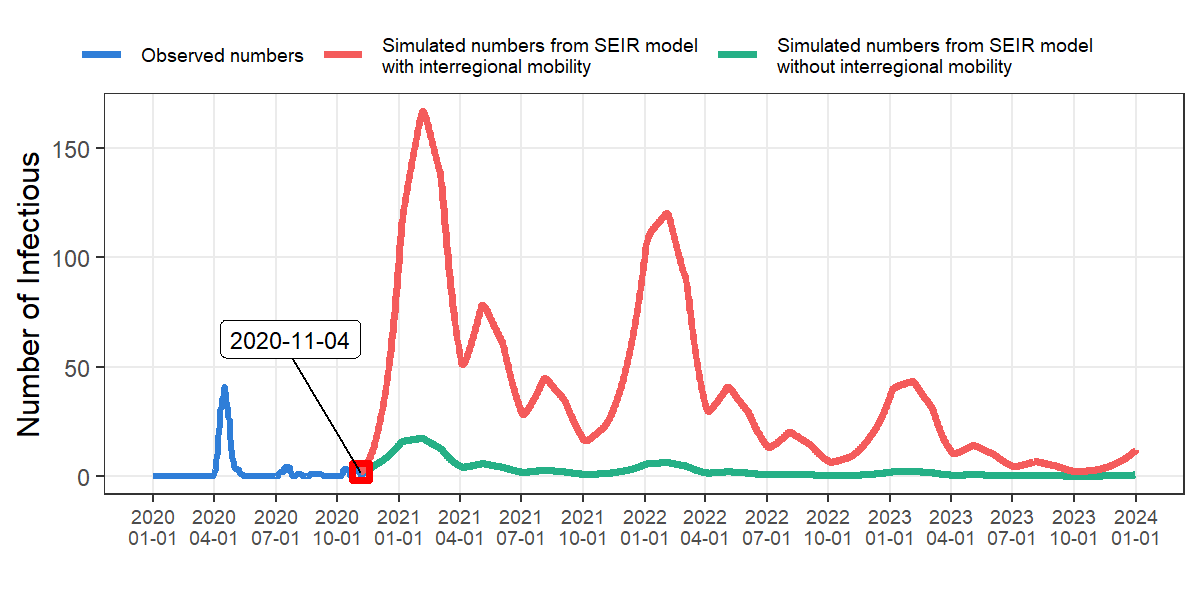 Observed numbers
Simulated numbers from SEIR model
with interregional mobility
Simulated numbers from SEIR model
without interregional mobility
Number of Infectious
150
100
50
0
2020-11-04
2020 2020 2020 2020 2021 2021 2021 2021 2022 2022 2022 2022 2023 2023 2023 2023 2024
01-01 04-01 07-01 10-01 01-01 04-01 07-01 10-01 01-01 04-01 07-01 10-01 01-01 04-01 07-01 10-01 01-01